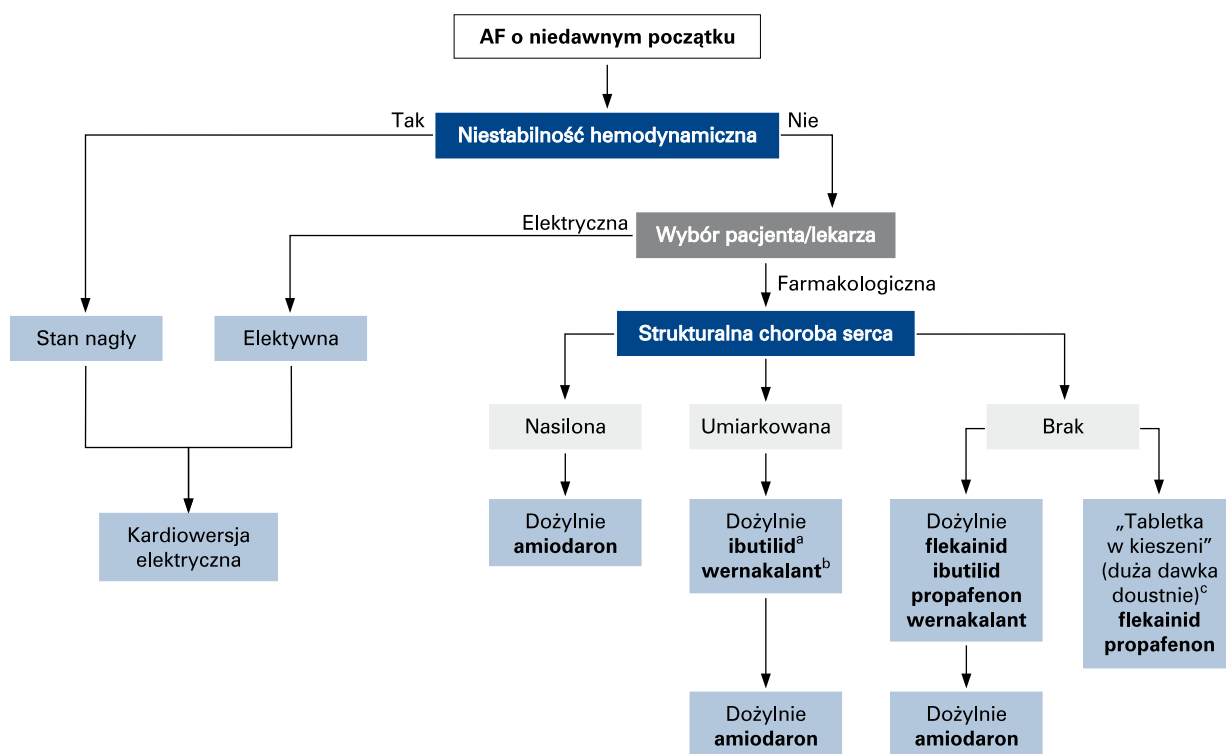 AF o niedawnym początku
Tak
Niestabilność hemodynamiczna
Nie
Elektryczna
Wybór pacjenta/lekarza
Farmakologiczna
Stan nagły
Elektywna
Strukturalna choroba serca
Nasilona
Umiarkowana
Brak
Kardiowersja
elektryczna
Dożylnie
amiodaron
Dożylnie
ibutilidᵃ
wernakalantᵇ
Dożylnie
flekainid
ibutilid
propafenon
wernakalant
„Tabletka
w kieszeni”
(duża dawka
doustnie)ᶜ
flekainid
propafenon
Dożylnie
amiodaron
Dożylnie
amiodaron